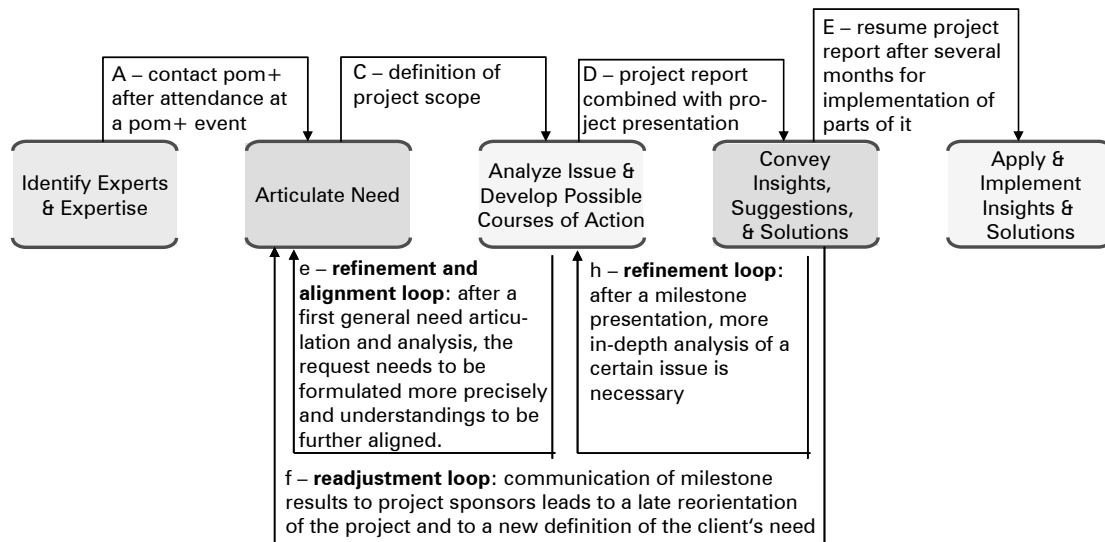 A – contact pom+
after attendance at
a pom+ event
C – definition of
project scope
D – project report
combined with pro-
ject presentation
E – resume project
report after several
months for
implementation of
parts of it
Identify Experts
& Expertise
Articulate Need
Analyze Issue &
Develop Possible
Courses of Action
Convey
Insights,
Suggestions,
& Solutions
Apply &
Implement
Insights &
Solutions
e – refinement and
alignment loop: after a
first general need articu-
lation and analysis, the
request needs to be
formulated more precisely
and understandings to be
further aligned.
h – refinement loop:
after a milestone
presentation, more
in-depth analysis of a
certain issue is
necessary
f – readjustment loop: communication of milestone
results to project sponsors leads to a late reorientation
of the project and to a new definition of the client‘s need